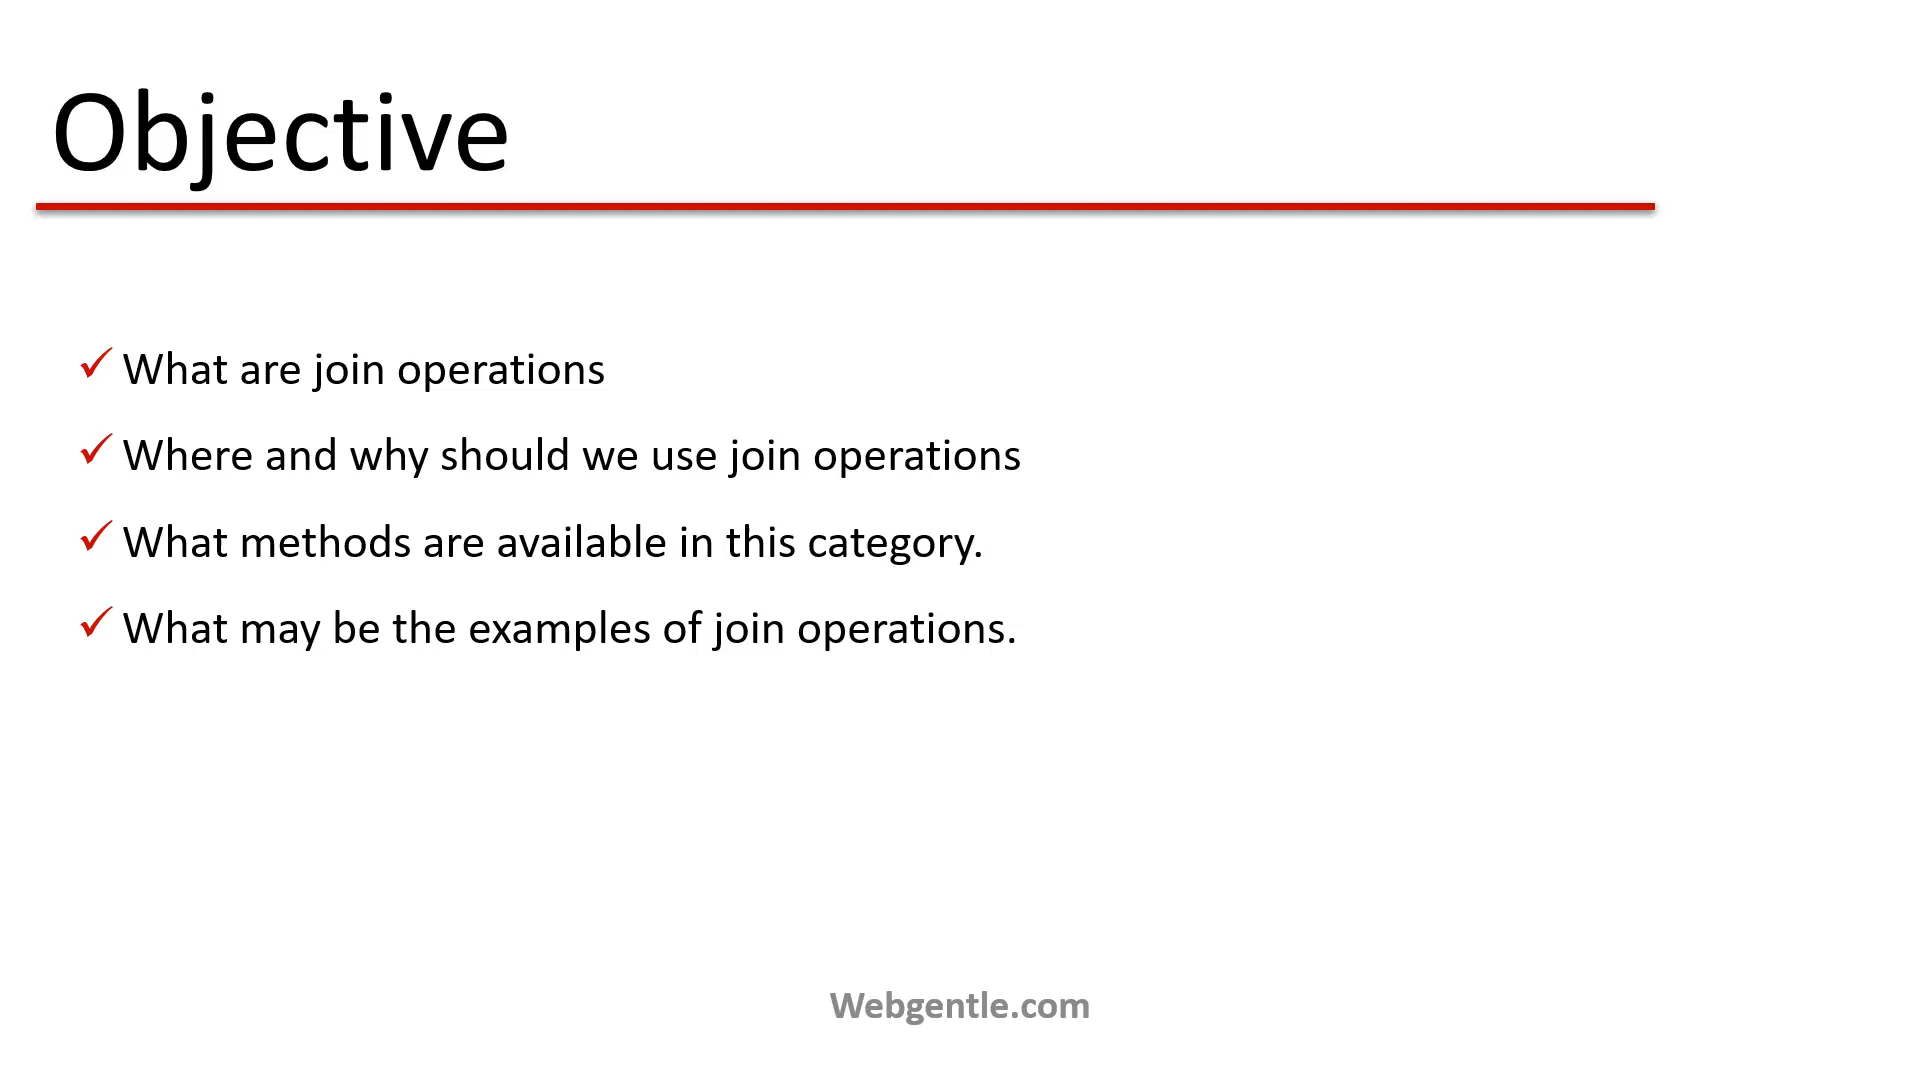 Objective
What are join operations
Where and why should we use join operations
What methods are available in this category.
What may be the examples of join operations.
Webgentle.com